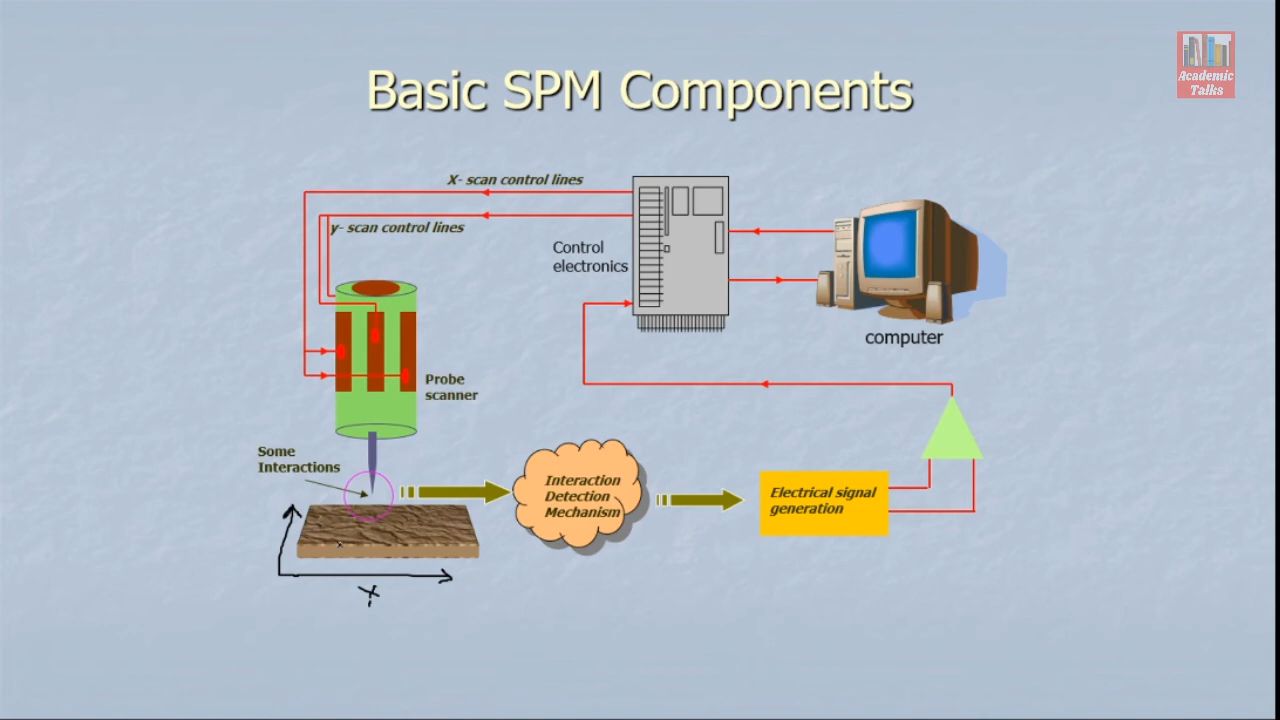 Academic
Talks
Basic SPM Components
X- scan control lines
y- scan control lines
Control
electronics
computer
Probe
scanner
Some
Interactions
Interaction
Detection
Mechanism
Electrical signal
generation
X